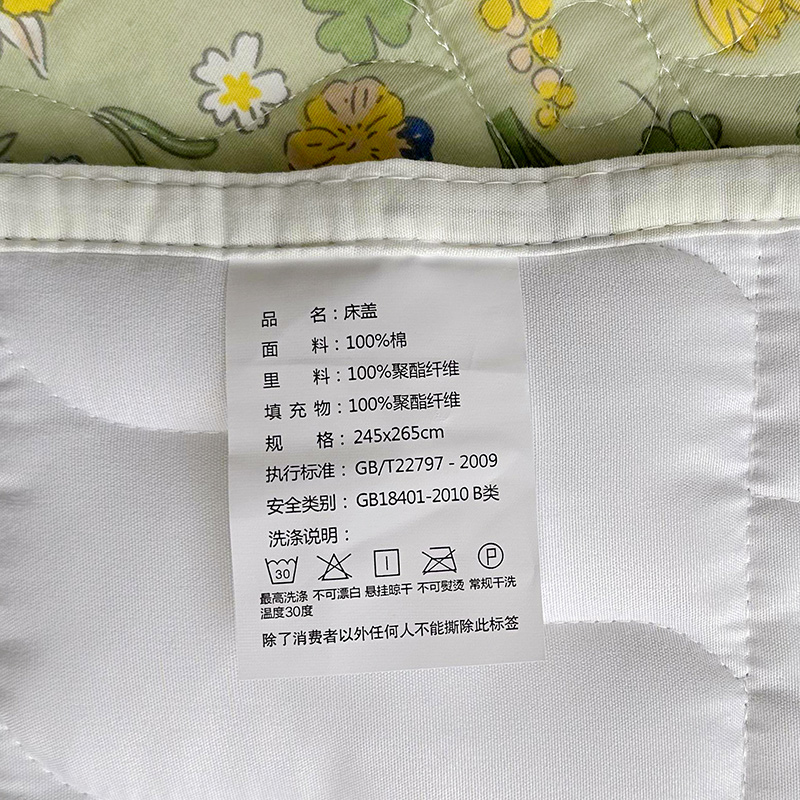 品 名：床盖
面 料：100%棉
里 料：100%聚酯纤维
填 充 物：100%聚酯纤维
规 格：245x265cm
执行标准：GB/T22797 - 2009
安全类别：GB18401-2010 B类
洗涤说明：
30 P
最高洗涤温度30度 不可漂白 悬挂晾干 不可熨烫 常规干洗
除了消费者以外任何人不能撕除此标签